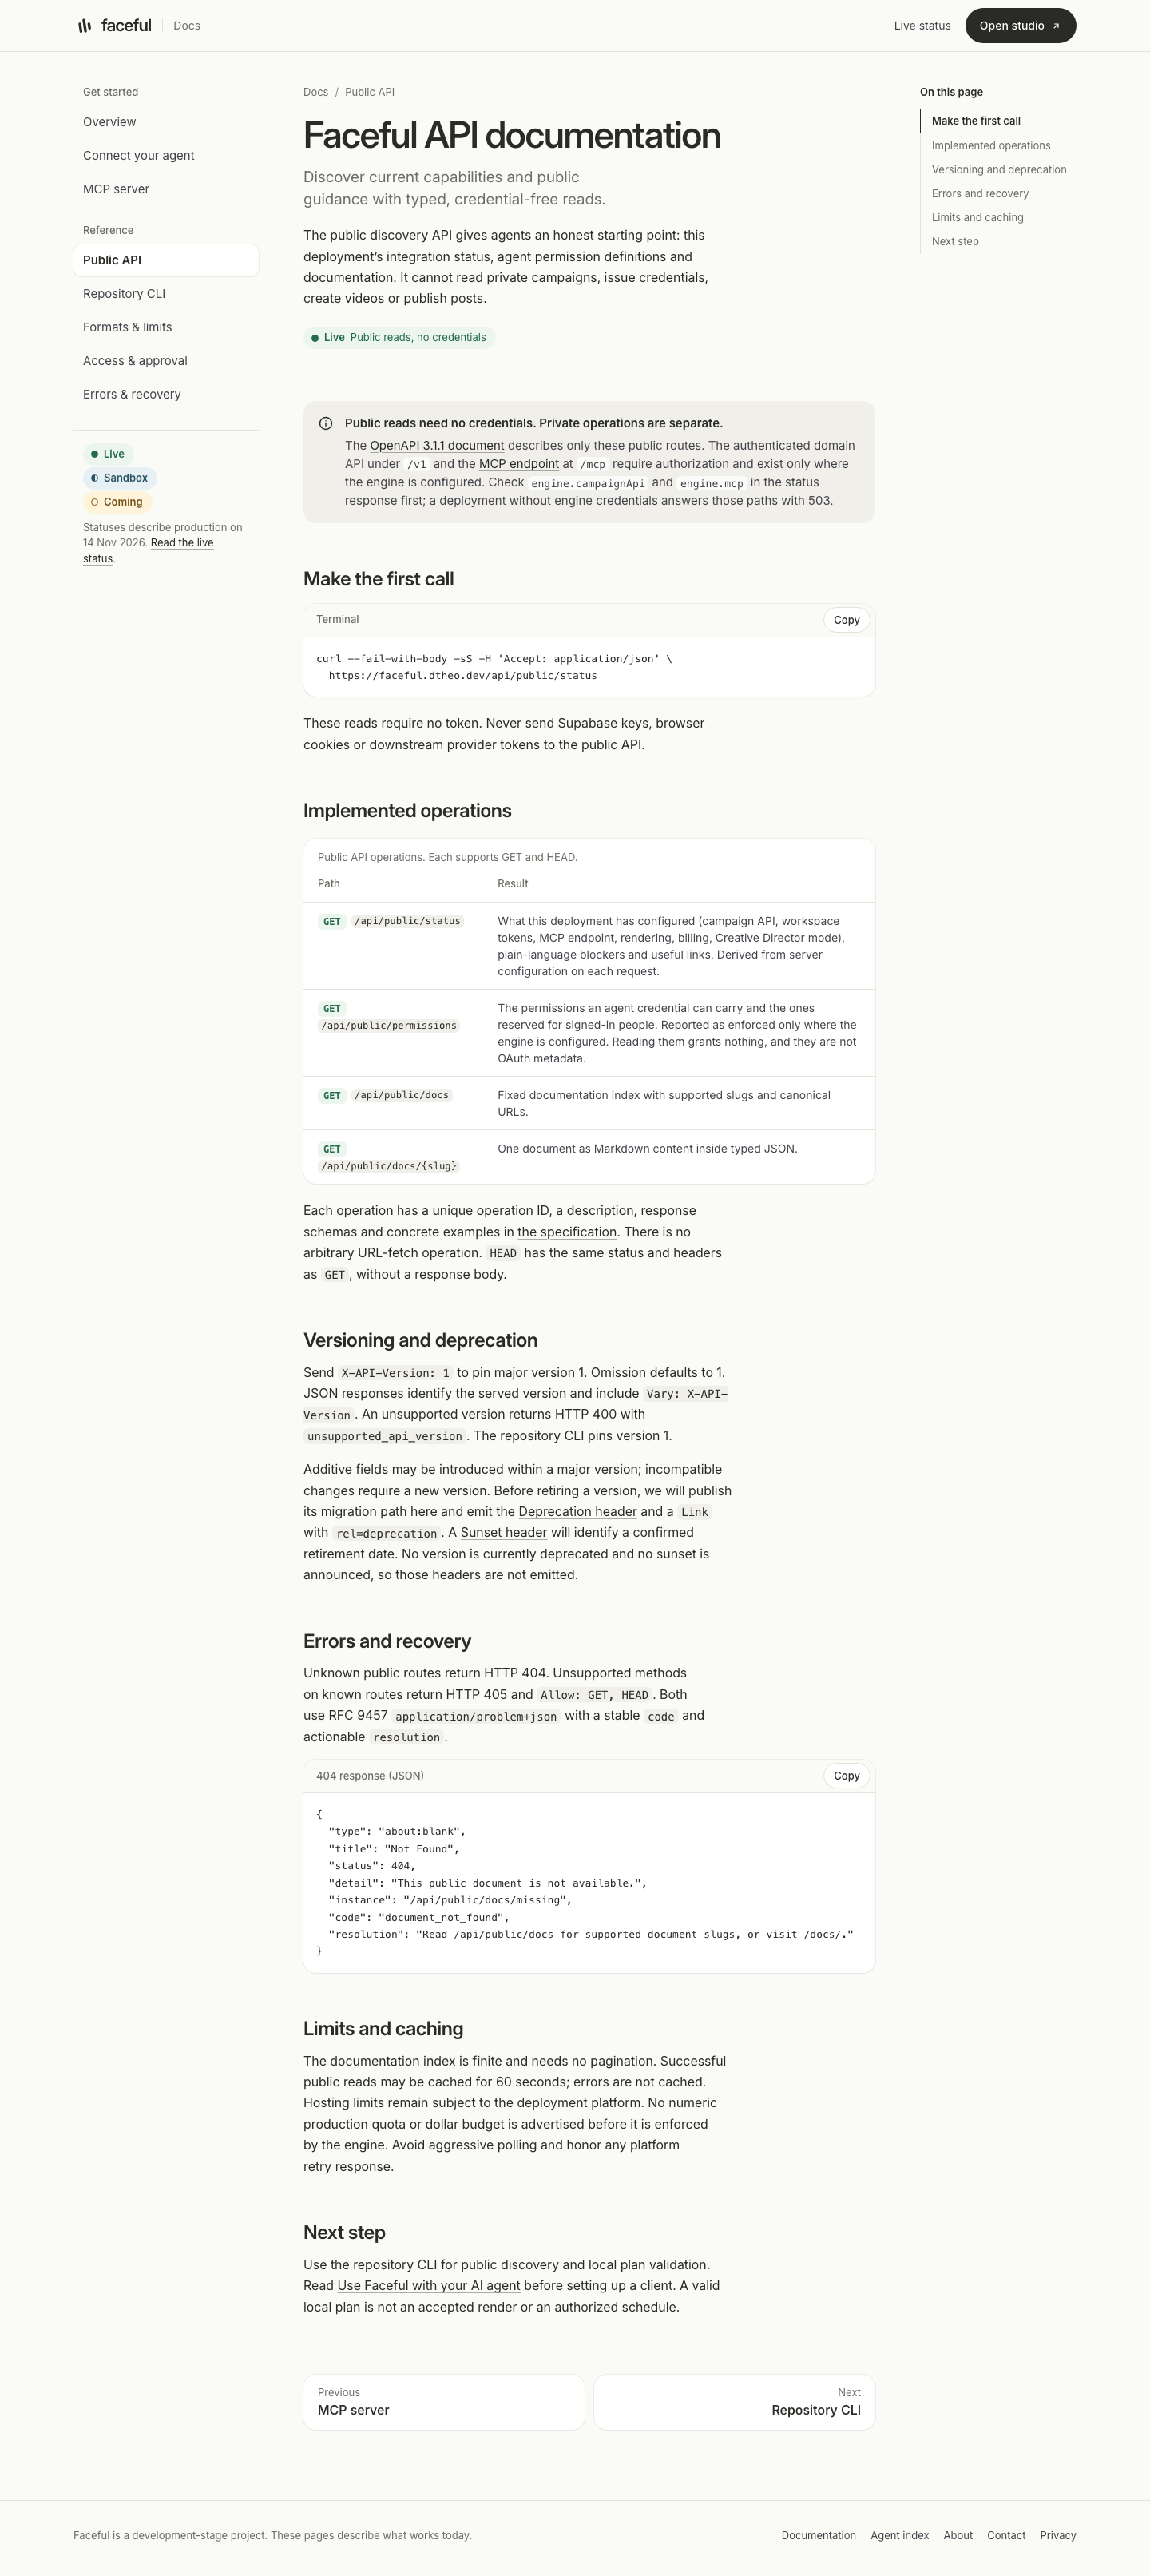 faceful
Docs
Live status
Open studio ↗
Get started
Overview
Connect your agent
MCP server
Reference
Public API
Repository CLI
Formats & limits
Access & approval
Errors & recovery
Live
Sandbox
Coming
Statuses describe production on
14 Nov 2026. Read the live
status.
Docs / Public API
Faceful API documentation
Discover current capabilities and public
guidance with typed, credential-free reads.
The public discovery API gives agents an honest starting point: this
deployment’s integration status, agent permission definitions and
documentation. It cannot read private campaigns, issue credentials,
create videos or publish posts.
Live Public reads, no credentials
Public reads need no credentials. Private operations are separate.
The OpenAPI 3.1.1 document describes only these public routes. The authenticated domain
API under /v1 and the MCP endpoint at /mcp require authorization and exist only where
the engine is configured. Check engine.campaignApi and engine.mcp in the status
response first; a deployment without engine credentials answers those paths with 503.
Make the first call
Terminal
Copy
curl --fail-with-body -sS -H 'Accept: application/json' \
https://faceful.dtheo.dev/api/public/status
These reads require no token. Never send Supabase keys, browser
cookies or downstream provider tokens to the public API.
Implemented operations
Public API operations. Each supports GET and HEAD.
Path Result
GET /api/public/status
What this deployment has configured (campaign API, workspace
tokens, MCP endpoint, rendering, billing, Creative Director mode),
plain-language blockers and useful links. Derived from server
configuration on each request.
GET
/api/public/permissions
The permissions an agent credential can carry and the ones
reserved for signed-in people. Reported as enforced only where the
engine is configured. Reading them grants nothing, and they are not
OAuth metadata.
GET /api/public/docs
Fixed documentation index with supported slugs and canonical
URLs.
GET
/api/public/docs/{slug}
One document as Markdown content inside typed JSON.
Each operation has a unique operation ID, a description, response
schemas and concrete examples in the specification. There is no
arbitrary URL-fetch operation. HEAD has the same status and headers
as GET, without a response body.
Versioning and deprecation
Send X-API-Version: 1 to pin major version 1. Omission defaults to 1.
JSON responses identify the served version and include Vary: X-API-
Version. An unsupported version returns HTTP 400 with
unsupported_api_version. The repository CLI pins version 1.
Additive fields may be introduced within a major version; incompatible
changes require a new version. Before retiring a version, we will publish
its migration path here and emit the Deprecation header and a Link
with rel=deprecation. A Sunset header will identify a confirmed
retirement date. No version is currently deprecated and no sunset is
announced, so those headers are not emitted.
Errors and recovery
Unknown public routes return HTTP 404. Unsupported methods
on known routes return HTTP 405 and Allow: GET, HEAD. Both
use RFC 9457 application/problem+json with a stable code and
actionable resolution.
404 response (JSON)
Copy
{
"type": "about:blank",
"title": "Not Found",
"status": 404,
"detail": "This public document is not available.",
"instance": "/api/public/docs/missing",
"code": "document_not_found",
"resolution": "Read /api/public/docs for supported document slugs, or visit /docs/."
}
Limits and caching
The documentation index is finite and needs no pagination. Successful
public reads may be cached for 60 seconds; errors are not cached.
Hosting limits remain subject to the deployment platform. No numeric
production quota or dollar budget is advertised before it is enforced
by the engine. Avoid aggressive polling and honor any platform
retry response.
Next step
Use the repository CLI for public discovery and local plan validation.
Read Use Faceful with your AI agent before setting up a client. A valid
local plan is not an accepted render or an authorized schedule.
Previous
MCP server
Next
Repository CLI
On this page
Make the first call
Implemented operations
Versioning and deprecation
Errors and recovery
Limits and caching
Next step
Faceful is a development-stage project. These pages describe what works today.
Documentation Agent index About Contact Privacy